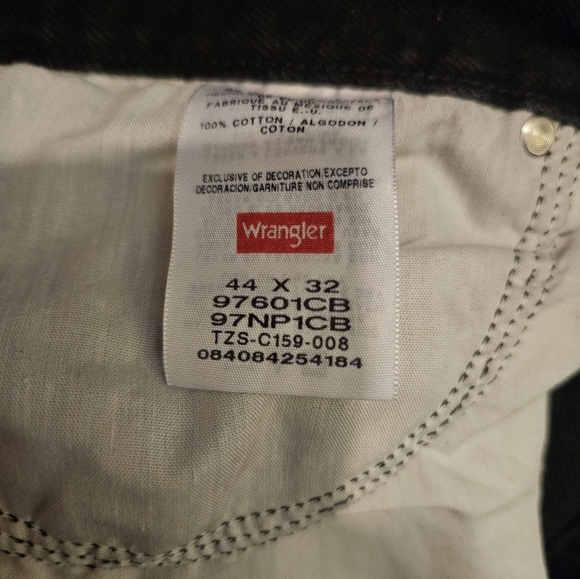 FABRIQUE AU MEXIQUE DE
TISSU E.-U.
100% COTTON / ALGODON /
COTON
EXCLUSIVE OF DECORATION/EXCEPTO
DECORACION/GARNITURE NON COMPRISE
Wrangler
44 X 32
97601CB
97NP1CB
TZS-C159-008
084084254184